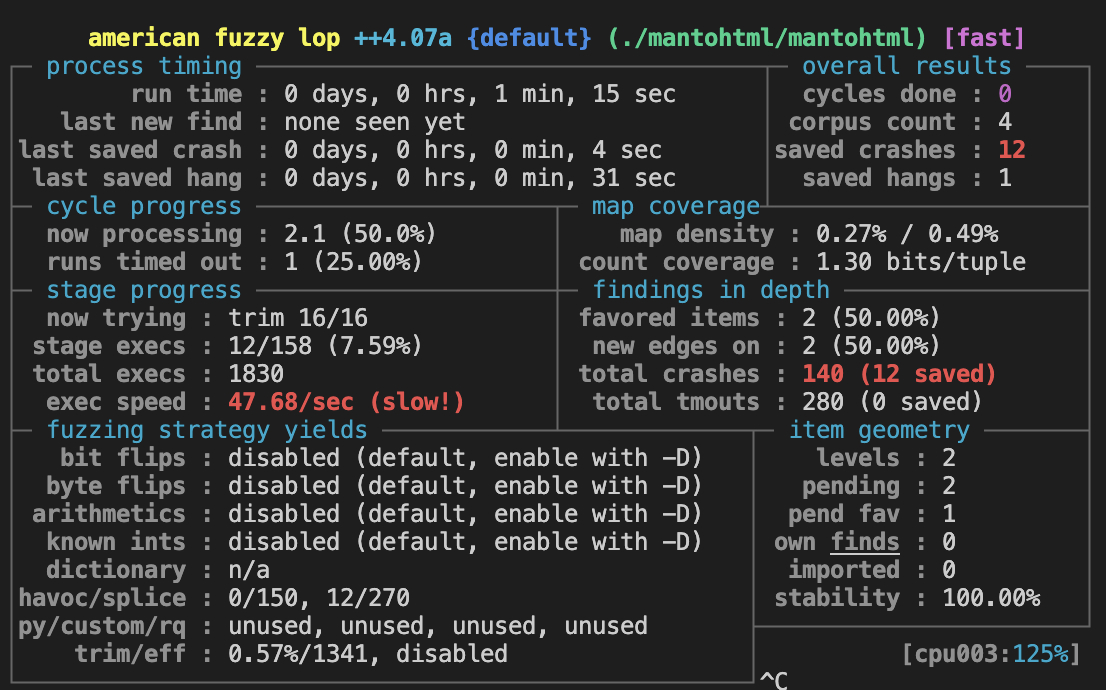 american fuzzy lop ++4.07a {default} (./mantohtml/mantohtml) [fast]
process timing overall results
run time : 0 days, 0 hrs, 1 min, 15 sec cycles done : 0
last new find : none seen yet corpus count : 4
last saved crash : 0 days, 0 hrs, 0 min, 4 sec saved crashes : 12
last saved hang : 0 days, 0 hrs, 0 min, 31 sec saved hangs : 1
cycle progress map coverage
now processing : 2.1 (50.0%) map density : 0.27% / 0.49%
runs timed out : 1 (25.00%) count coverage : 1.30 bits/tuple
stage progress findings in depth
now trying : trim 16/16 favored items : 2 (50.00%)
stage execs : 12/158 (7.59%) new edges on : 2 (50.00%)
total execs : 1830 total crashes : 140 (12 saved)
exec speed : 47.68/sec (slow!) total tmouts : 280 (0 saved)
fuzzing strategy yields item geometry
bit flips : disabled (default, enable with -D) levels : 2
byte flips : disabled (default, enable with -D) pending : 2
arithmetics : disabled (default, enable with -D) pend fav : 1
known ints : disabled (default, enable with -D) own finds : 0
dictionary : n/a imported : 0
havoc/splice : 0/150, 12/270 stability : 100.00%
py/custom/rq : unused, unused, unused, unused
trim/eff : 0.57%/1341, disabled [cpu003:125%]
^C